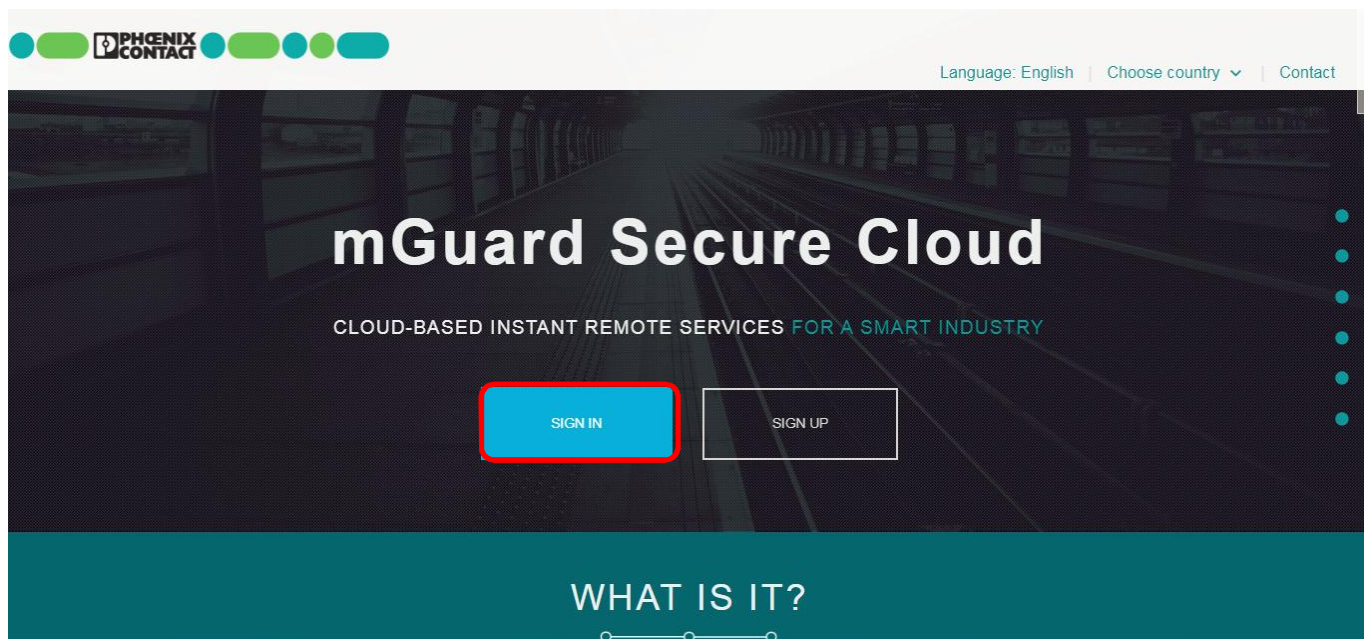 PHŒNIX
CONTACT
Language: English | Choose country | Contact
mGuard Secure Cloud
CLOUD-BASED INSTANT REMOTE SERVICES FOR A SMART INDUSTRY
SIGN IN
SIGN UP
WHAT IS IT?